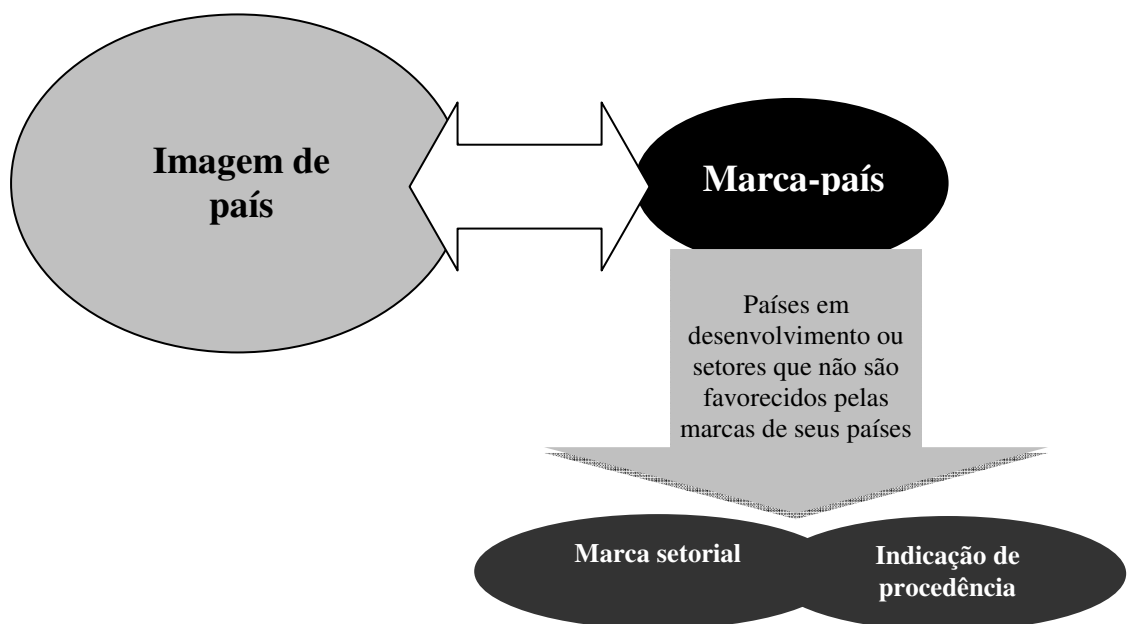 Imagem de
país
Marca-país
Países em
desenvolvimento ou
setores que não são
favorecidos pelas
marcas de seus países
Marca setorial
Indicação de
procedência